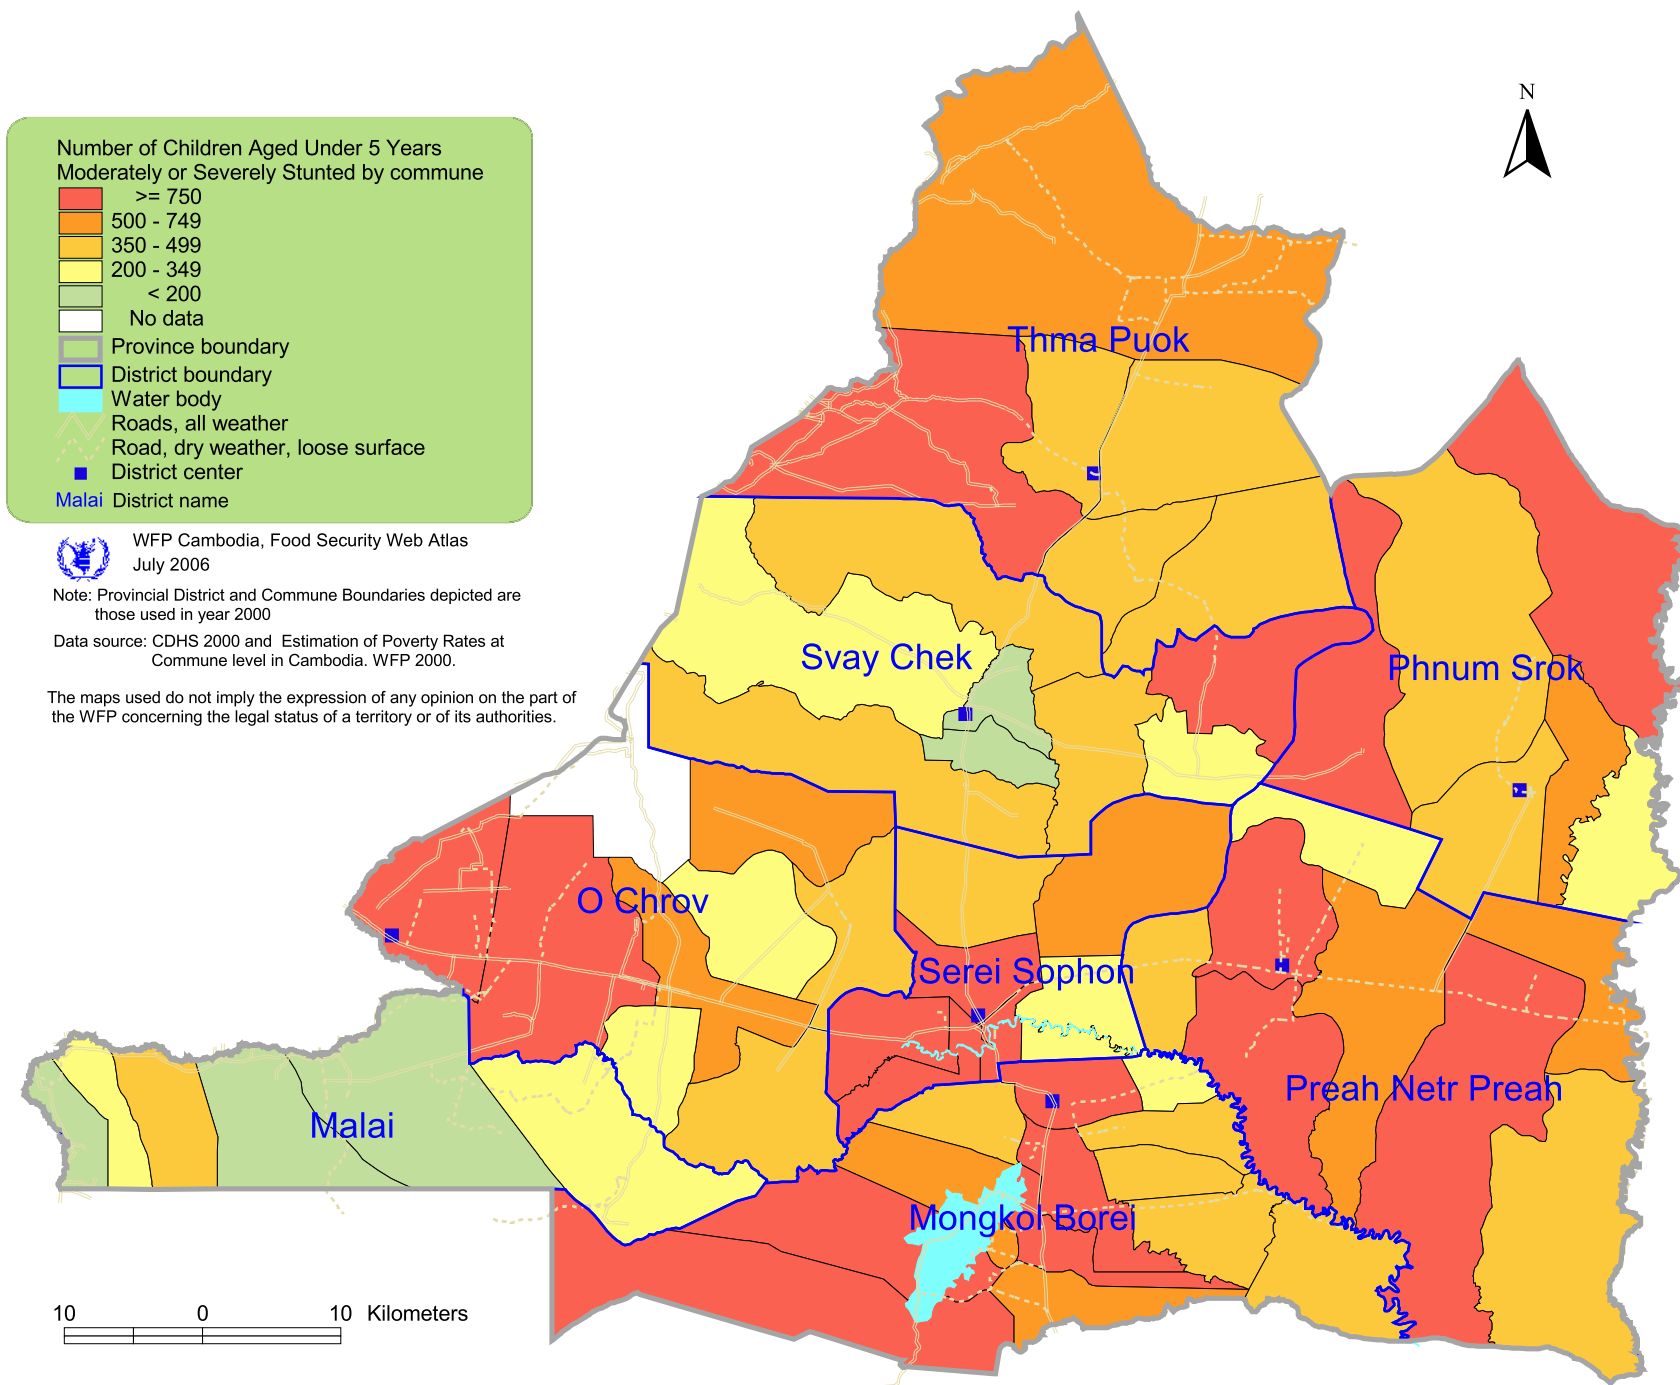 Number of Children Aged Under 5 Years
Moderately or Severely Stunted by commune
>= 750
500 - 749
350 - 499
200 - 349
< 200
No data
Province boundary
District boundary
Water body
Roads, all weather
Road, dry weather, loose surface
District center
Malai District name
WFP Cambodia, Food Security Web Atlas
July 2006
Note: Provincial District and Commune Boundaries depicted are
those used in year 2000
Data source: CDHS 2000 and Estimation of Poverty Rates at
Commune level in Cambodia. WFP 2000.
The maps used do not imply the expression of any opinion on the part of
the WFP concerning the legal status of a territory or of its authorities.
N
Thma Puok
Svay Chek
Phnum Srok
O Chrov
Serei Sophon
Preah Netr Preah
Malai
Mongkol Borei
10 0 10 Kilometers